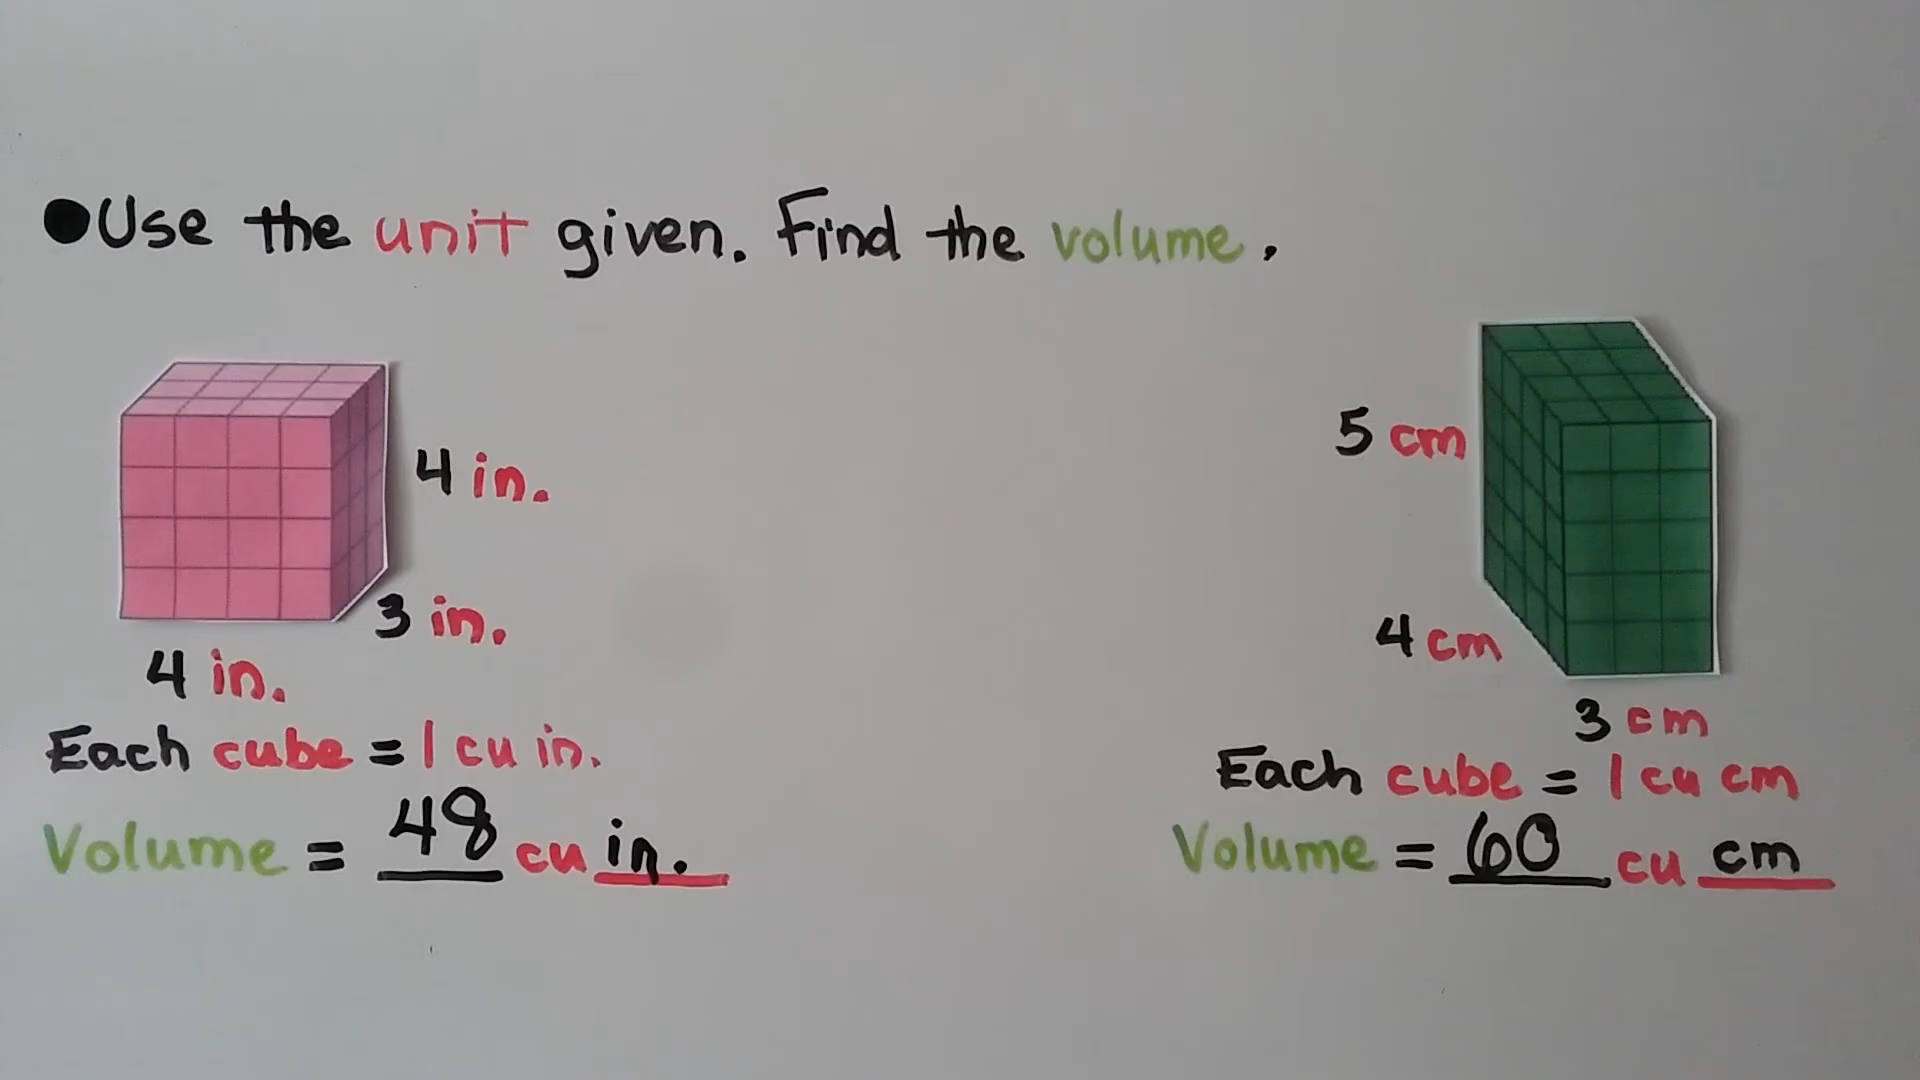 ●Use the unit given. Find the volume.
4 in.
3 in.
4 in.
Each cube = 1 cu in.
Volume = 48 cu in.
5 cm
4 cm
3 cm
Each cube = 1 cu cm
Volume = 60 cu cm